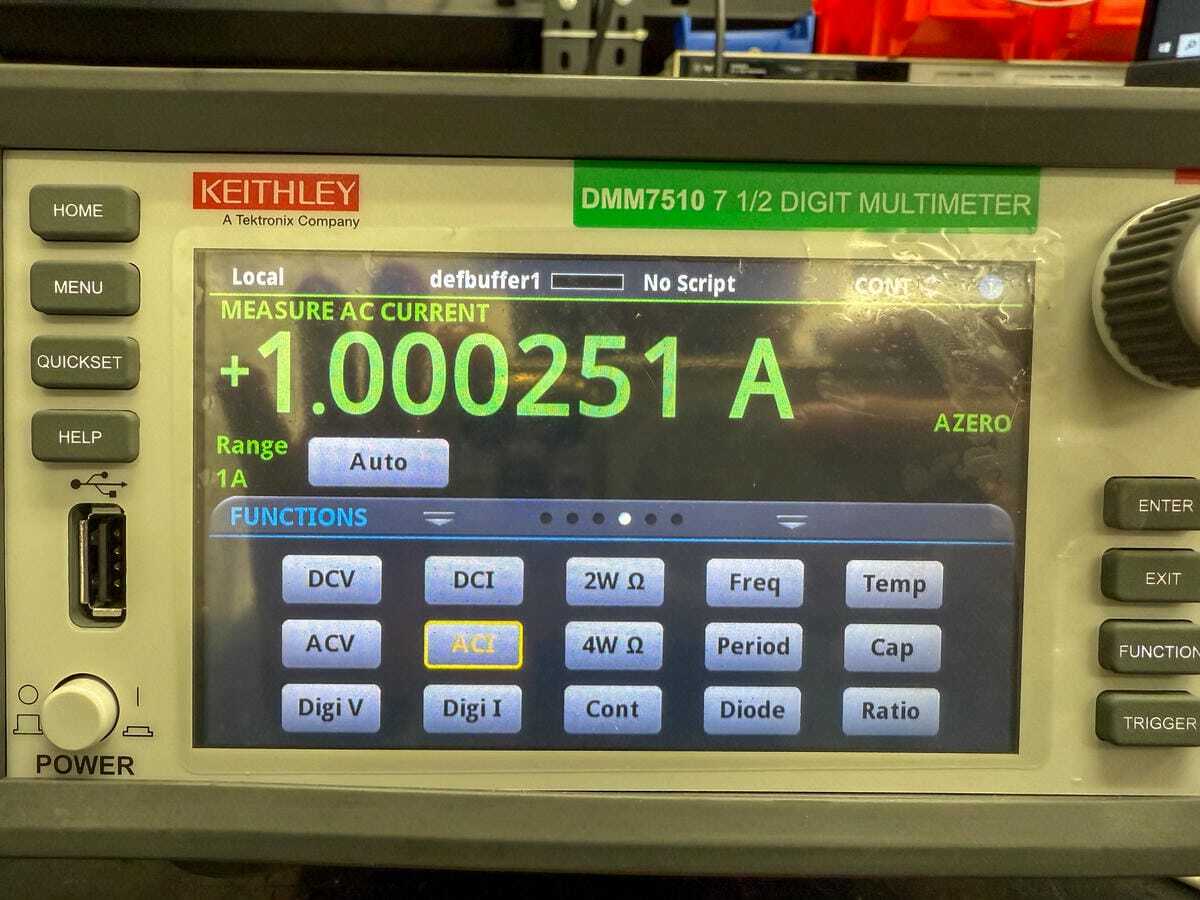 KEITHLEY
A Tektronix Company
DMM7510 7 1/2 DIGIT MULTIMETER
HOME
MENU
QUICKSET
HELP
POWER
Local defbuffer1 No Script CONT
MEASURE AC CURRENT
+1.000251 A
AZERO
Range Auto
1A
FUNCTIONS
DCV DCI 2W Ω Freq Temp
ACV ACI 4W Ω Period Cap
Digi V Digi I Cont Diode Ratio
ENTER
EXIT
FUNCTION
TRIGGER